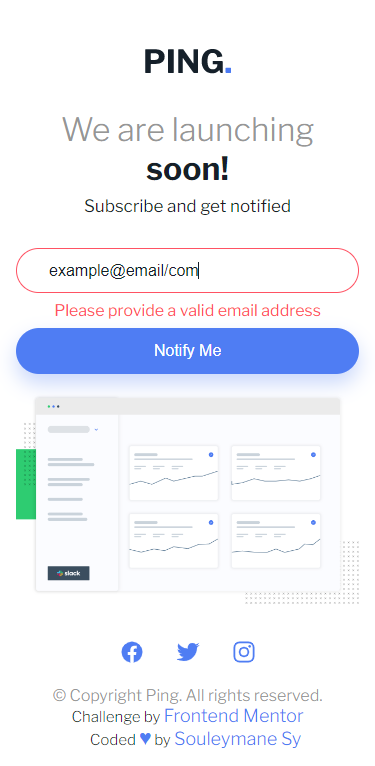 PING.
We are launching
soon!
Subscribe and get notified
example@email/com
Please provide a valid email address
Notify Me
slack
© Copyright Ping. All rights reserved.
Challenge by Frontend Mentor
Coded ♥ by Souleymane Sy